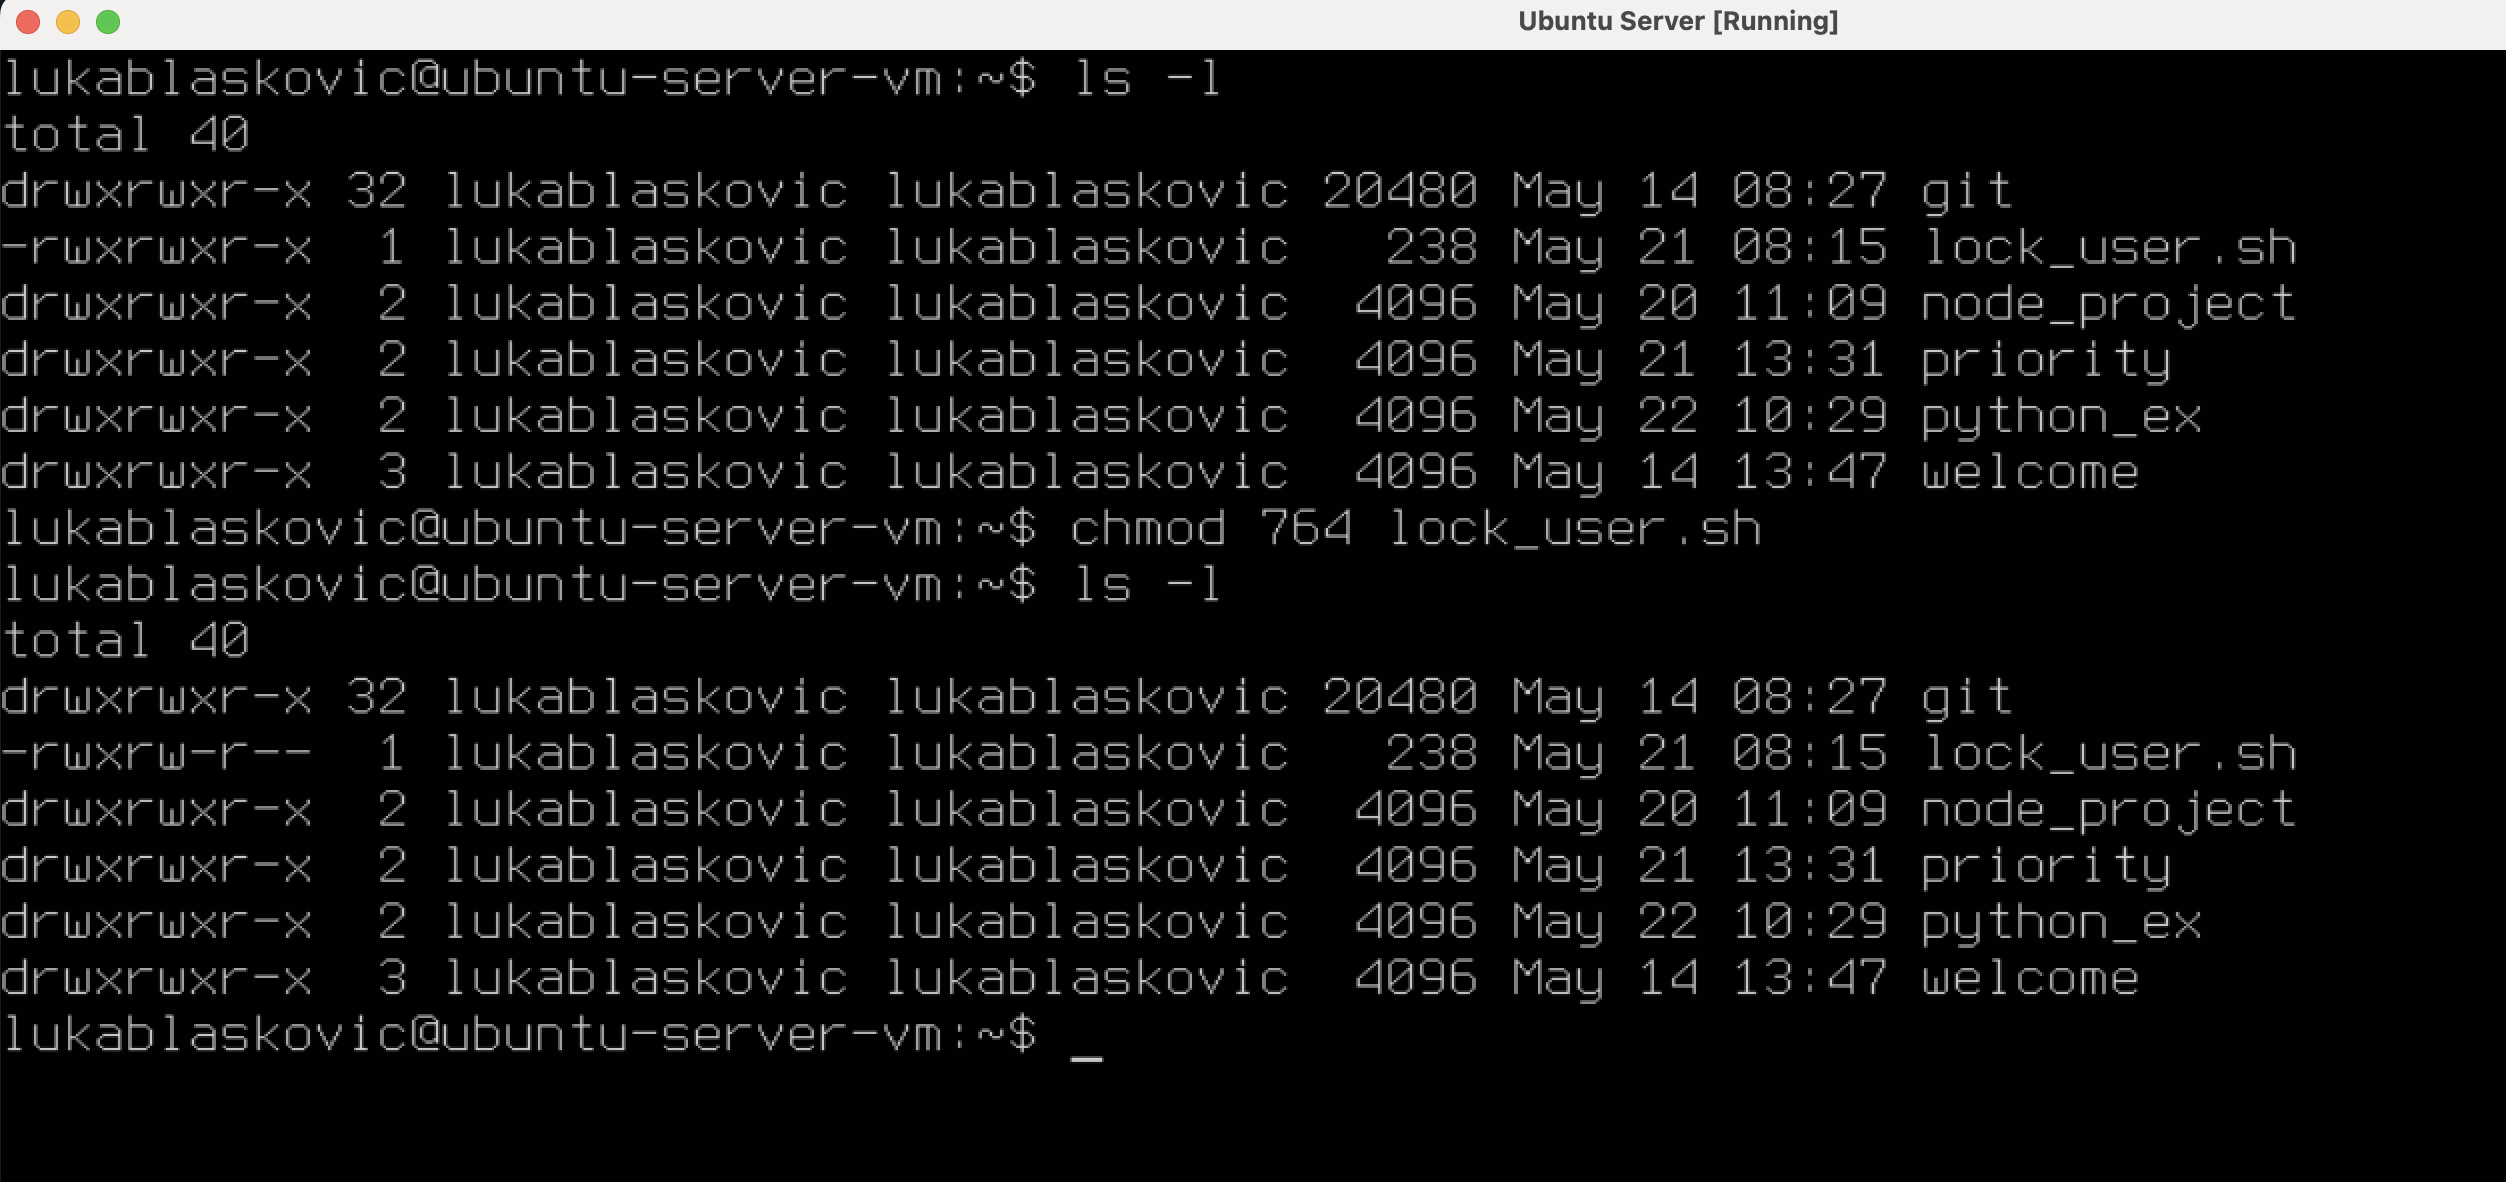 Ubuntu Server [Running]
lukablaskovic@ubuntu-server-vm:~$ ls -l
total 40
drwxrwxr-x 32 lukablaskovic lukablaskovic 20480 May 14 08:27 git
-rwxrwxr-x  1 lukablaskovic lukablaskovic   238 May 21 08:15 lock_user.sh
drwxrwxr-x  2 lukablaskovic lukablaskovic  4096 May 20 11:09 node_project
drwxrwxr-x  2 lukablaskovic lukablaskovic  4096 May 21 13:31 priority
drwxrwxr-x  2 lukablaskovic lukablaskovic  4096 May 22 10:29 python_ex
drwxrwxr-x  3 lukablaskovic lukablaskovic  4096 May 14 13:47 welcome
lukablaskovic@ubuntu-server-vm:~$ chmod 764 lock_user.sh
lukablaskovic@ubuntu-server-vm:~$ ls -l
total 40
drwxrwxr-x 32 lukablaskovic lukablaskovic 20480 May 14 08:27 git
-rwxrw-r--  1 lukablaskovic lukablaskovic   238 May 21 08:15 lock_user.sh
drwxrwxr-x  2 lukablaskovic lukablaskovic  4096 May 20 11:09 node_project
drwxrwxr-x  2 lukablaskovic lukablaskovic  4096 May 21 13:31 priority
drwxrwxr-x  2 lukablaskovic lukablaskovic  4096 May 22 10:29 python_ex
drwxrwxr-x  3 lukablaskovic lukablaskovic  4096 May 14 13:47 welcome
lukablaskovic@ubuntu-server-vm:~$ _